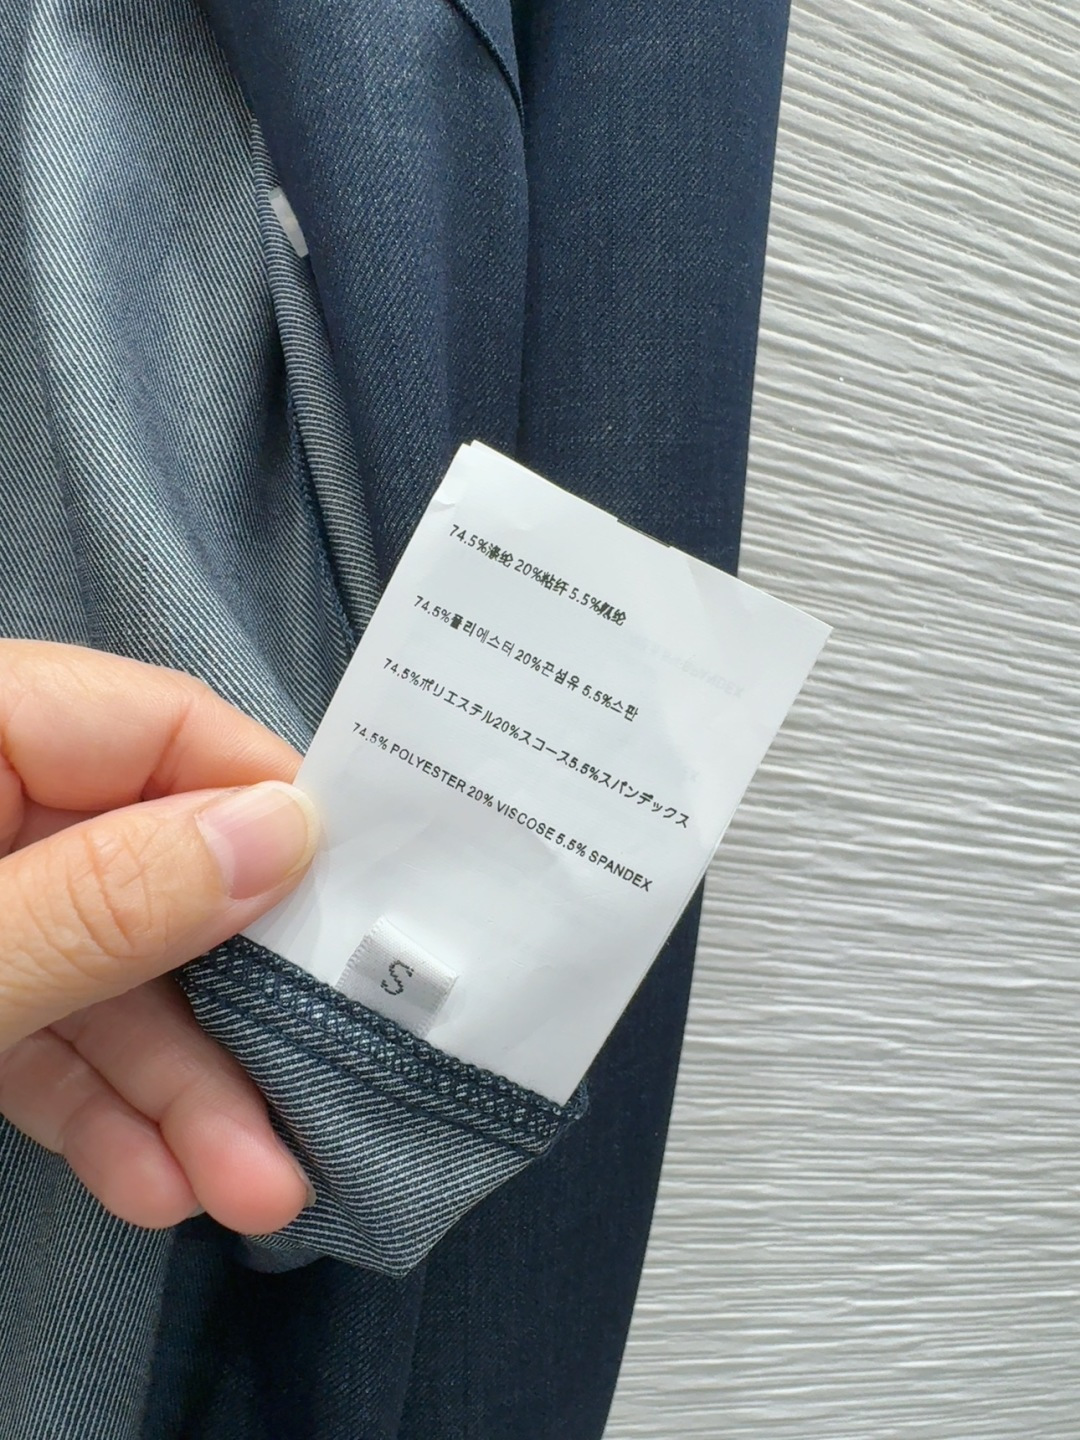 74.5%涤纶 20%粘纤 5.5%氨纶
74.5%폴리에스터 20%끈섬유 5.5%소판
74.5%ポリエステル20%スコース5.5%スパンデックス
74.5% POLYESTER 20% VISCOSE 5.5% SPANDEX
S